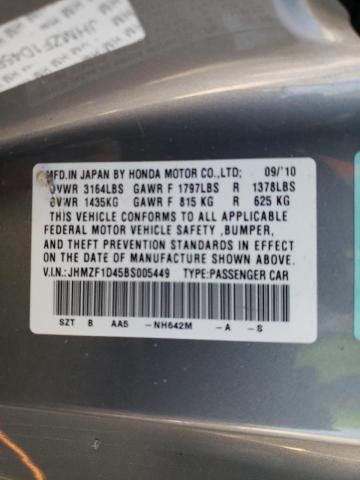 JHMZF1D45B
MFD.IN JAPAN BY HONDA MOTOR CO.,LTD: 09/'10
GVWR 3164LBS GAWR F 1797LBS R 1378LBS
GVWR 1435KG GAWR F 815 KG R 625 KG
THIS VEHICLE CONFORMS TO ALL APPLICABLE
FEDERAL MOTOR VEHICLE SAFETY ,BUMPER,
AND THEFT PREVENTION STANDARDS IN EFFECT
ON THE DATE OF MANUFACTURE SHOWN ABOVE.
V.I.N.: JHMZF1D45BS005449 TYPE:PASSENGER CAR
SZT B AA5 -NH642M -A -S